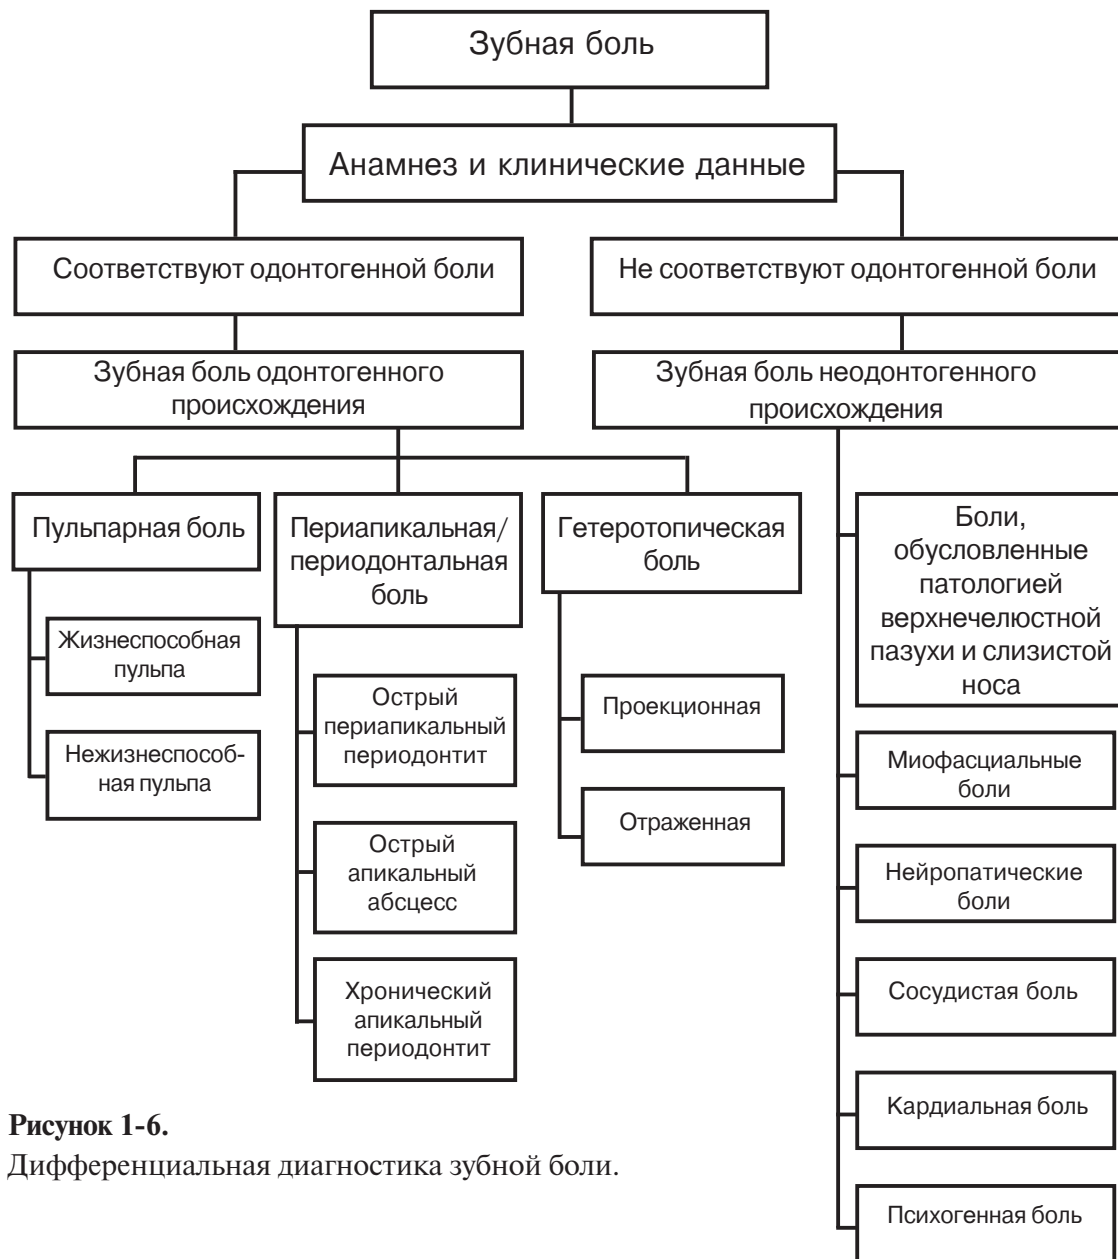 Зубная боль
Анамнез и клинические данные
Соответствуют одонтогенной боли
Не соответствуют одонтогенной боли
Зубная боль одонтогенного
происхождения
Зубная боль неодонтогенного
происхождения
Пульпарная боль
Жизнеспособная
пульпа
Нежизнеспособ-
ная пульпа
Периапикальная/
периодонтальная
боль
Острый
периапикальный
периодонтит
Острый
апикальный
абсцесс
Хронический
апикальный
периодонтит
Гетеротопическая
боль
Проекционная
Отраженная
Боли,
обусловленные
патологией
верхнечелюстной
пазухи и слизистой
носа
Миофасциальные
боли
Нейропатические
боли
Сосудистая боль
Кардиальная боль
Психогенная боль
Рисунок 1-6.
Дифференциальная диагностика зубной боли.